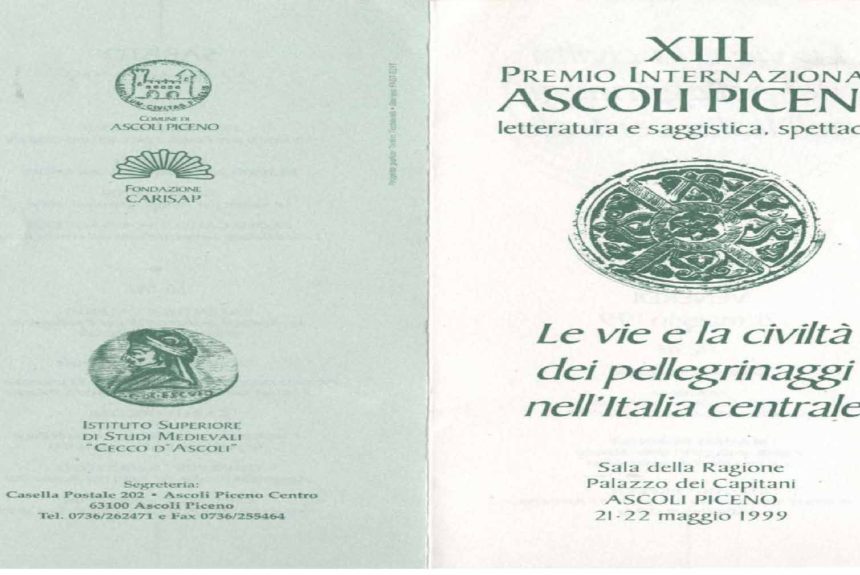 COMUNE DI
ASCOLI PICENO
FONDAZIONE
CARISAP
ISTITUTO SUPERIORE
DI STUDI MEDIEVALI
"CECCO D'ASCOLI"
Segreteria:
Casella Postale 202 • Ascoli Piceno Centro
63100 Ascoli Piceno
Tel. 0736/262471 e Fax 0736/255464
XIII
PREMIO INTERNAZIONA
ASCOLI PICEN
letteratura e saggistica, spettac
Le vie e la civiltà
dei pellegrinaggi
nell'Italia centrale
Sala della Ragione
Palazzo dei Capitani
ASCOLI PICENO
21-22 maggio 1999